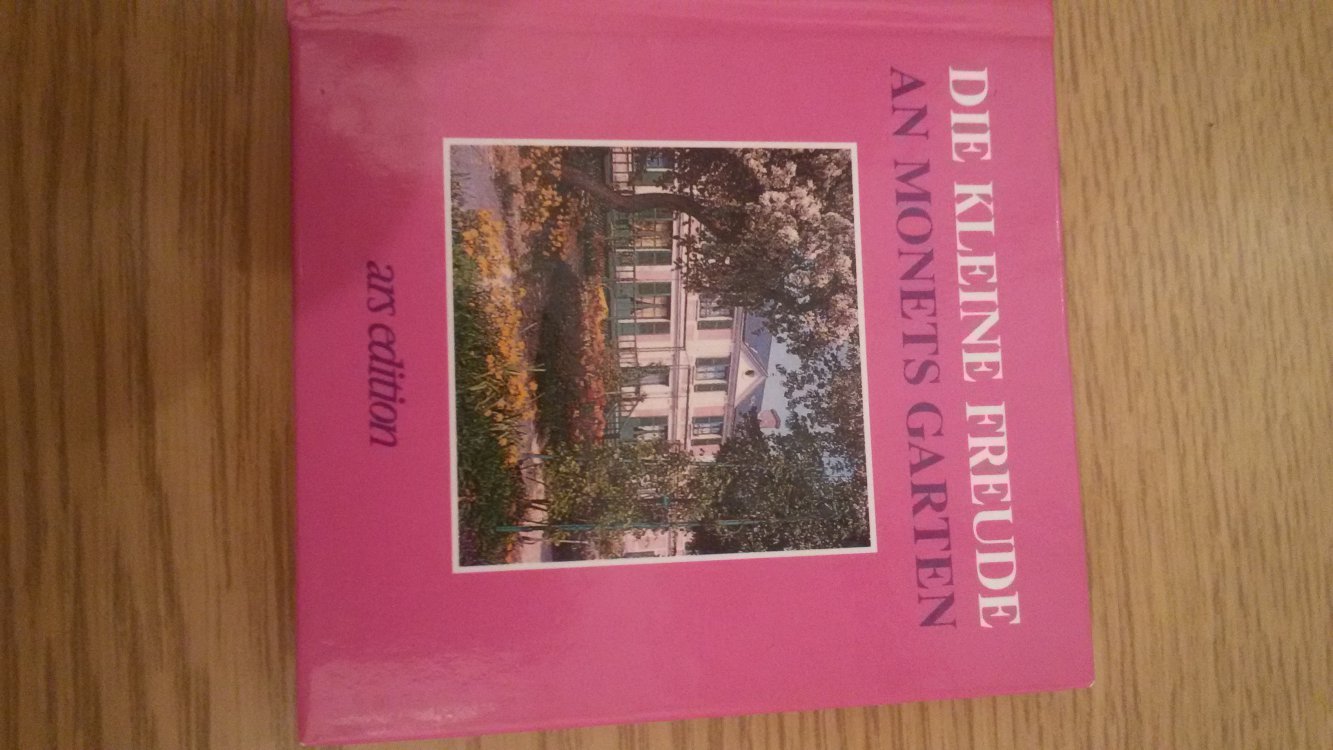 DIE KLEINE FREUDE
AN MONETS GARTEN
ars edition